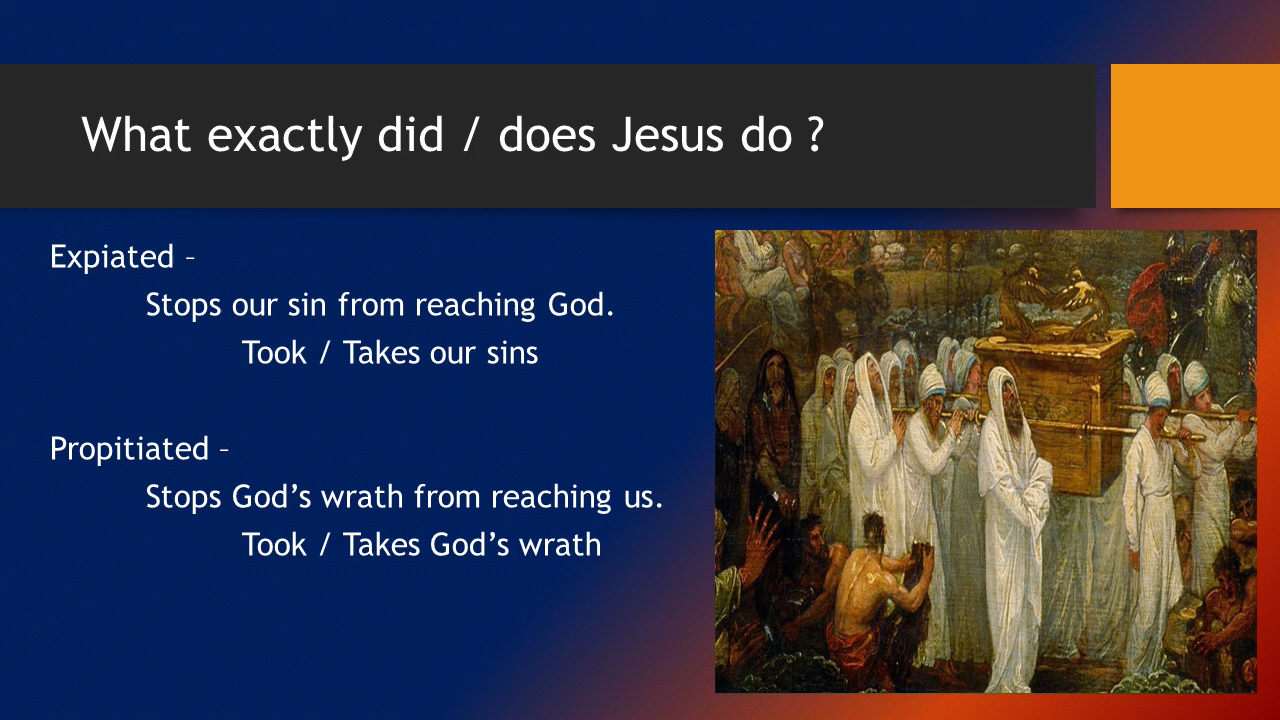 What exactly did / does Jesus do ?
Expiated –
Stops our sin from reaching God.
Took / Takes our sins
Propitiated –
Stops God’s wrath from reaching us.
Took / Takes God’s wrath